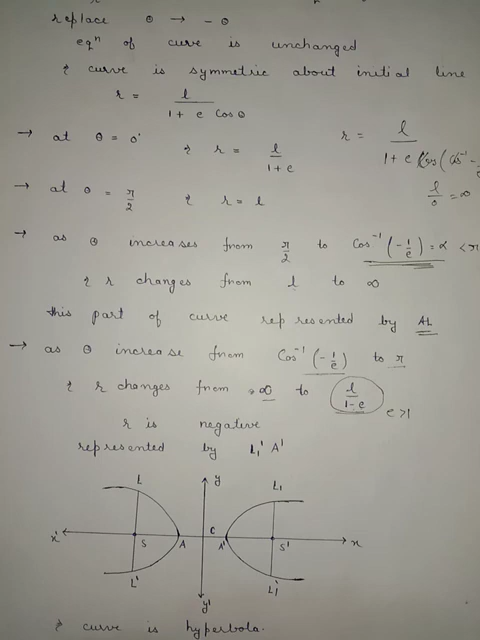 replace θ → - θ
eqⁿ of curve is unchanged
& curve is symmetric about initial line
r = l / 1 + e Cos θ
→ at θ = 0° & r = l / 1 + e
r = l / 1 + e Cos(Cos⁻¹ -
l / 0 = ∞
→ at θ = π/2 & r = l
→ as θ increases from π/2 to Cos⁻¹(-1/e) = α < π
& r changes from l to ∞
this part of curve represented by AL
→ as θ increase from Cos⁻¹(-1/e) to π
& r changes from -∞ to l / 1 - e e>1
r is negative
represented by L₁' A'
L y L₁
x' S A C A' S' x
L' L₁'
y'
& curve is hyperbola.